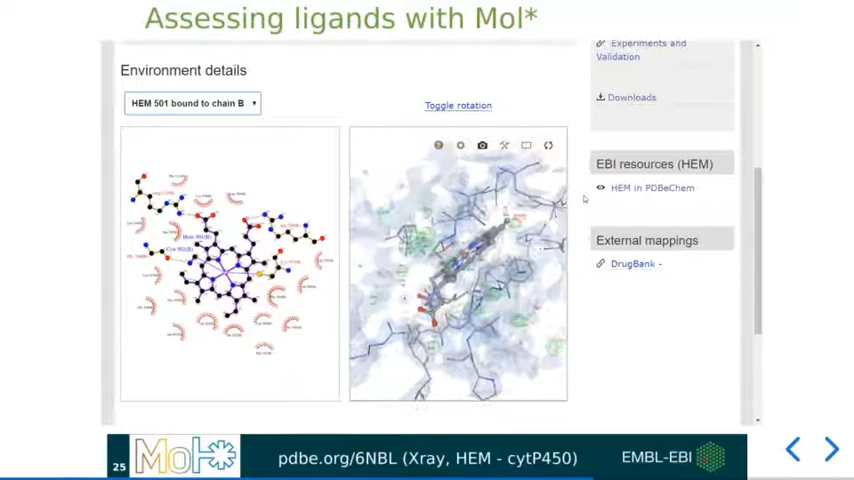 Assessing ligands with Mol*
Experiments and
Validation
Environment details
HEM 501 bound to chain B
Toggle rotation
Downloads
EBI resources (HEM)
HEM in PDBeChem
External mappings
DrugBank -
25
Mol*
pdbe.org/6NBL (Xray, HEM - cytP450)
EMBL-EBI